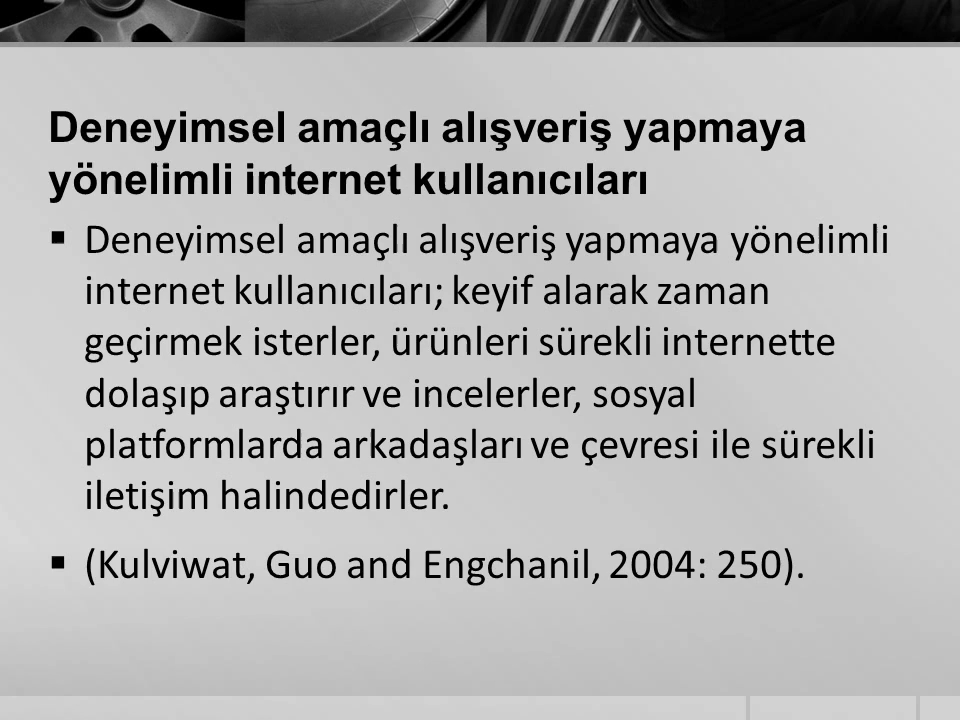 Deneyimsel amaçlı alışveriş yapmaya
yönelimli internet kullanıcıları
▪ Deneyimsel amaçlı alışveriş yapmaya yönelimli
internet kullanıcıları; keyif alarak zaman
geçirmek isterler, ürünleri sürekli internette
dolaşıp araştırır ve incelerler, sosyal
platformlarda arkadaşları ve çevresi ile sürekli
iletişim halindedirler.
▪ (Kulviwat, Guo and Engchanil, 2004: 250).